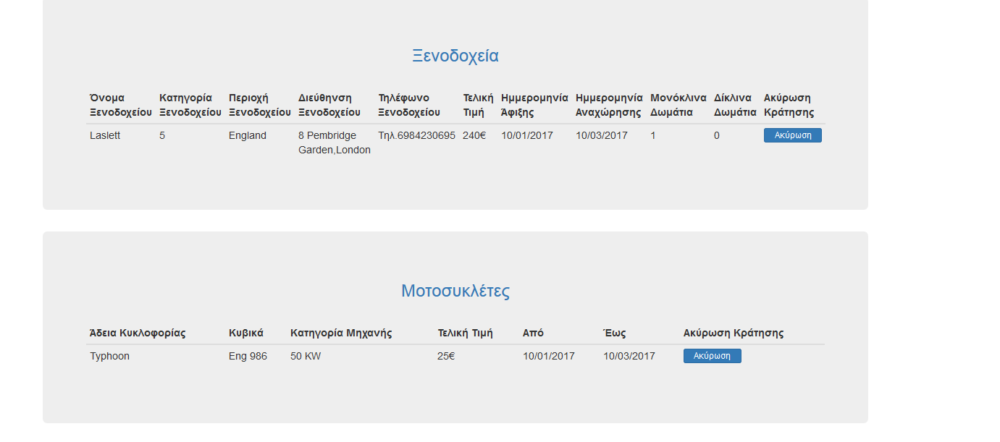 Ξενοδοχεία
Όνομα Κατηγορία Περιοχή Διεύθηνση Τηλέφωνο Τελική Ημμερομηνία Ημμερομηνία Μονόκλινα Δίκλινα Ακύρωση
Ξενοδοχείου Ξενοδοχείου Ξενοδοχείου Ξενοδοχείου Ξενοδοχείου Τιμή Άφιξης Αναχώρησης Δωμάτια Δωμάτια Κράτησης
Laslett 5 England 8 Pembridge Τηλ.6984230695 240€ 10/01/2017 10/03/2017 1 0 Ακύρωση
Garden,London
Μοτοσυκλέτες
Άδεια Κυκλοφορίας Κυβικά Κατηγορία Μηχανής Τελική Τιμή Από Έως Ακύρωση Κράτησης
Typhoon Eng 986 50 KW 25€ 10/01/2017 10/03/2017 Ακύρωση